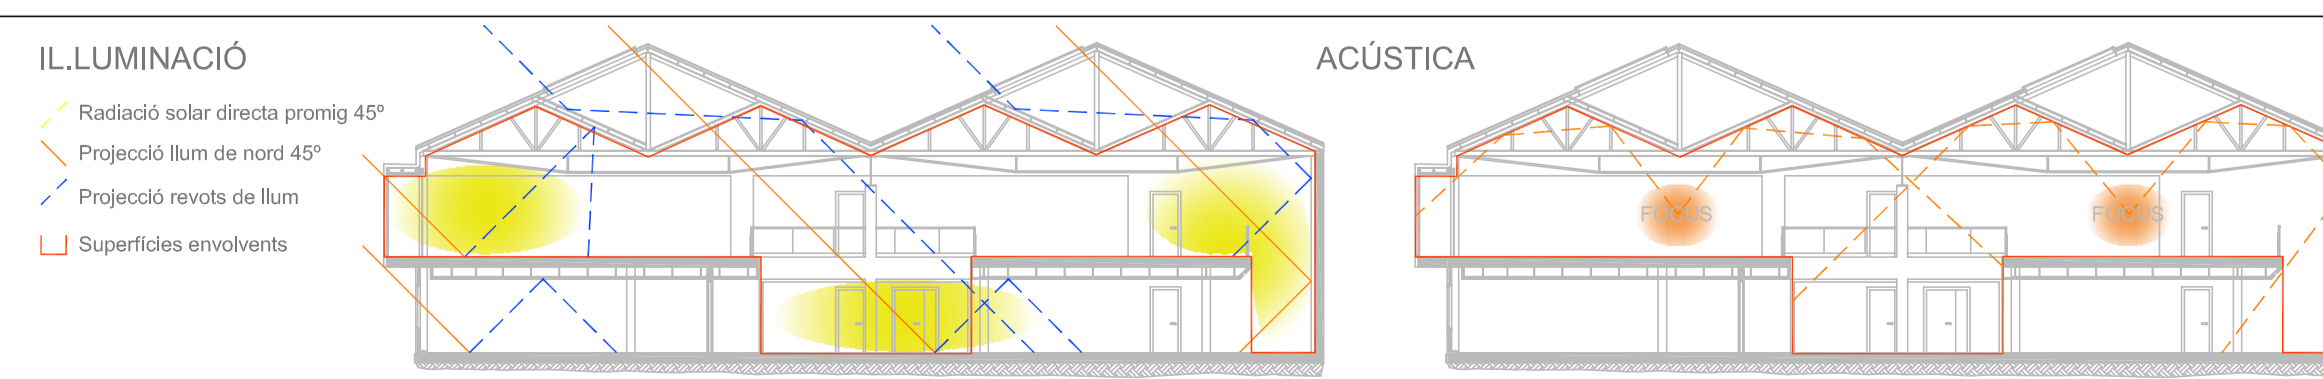 IL.LUMINACIÓ
Radiació solar directa promig 45º
Projecció llum de nord 45º
Projecció revots de llum
Superfícies envolvents
ACÚSTICA
FOCUS
FOCUS